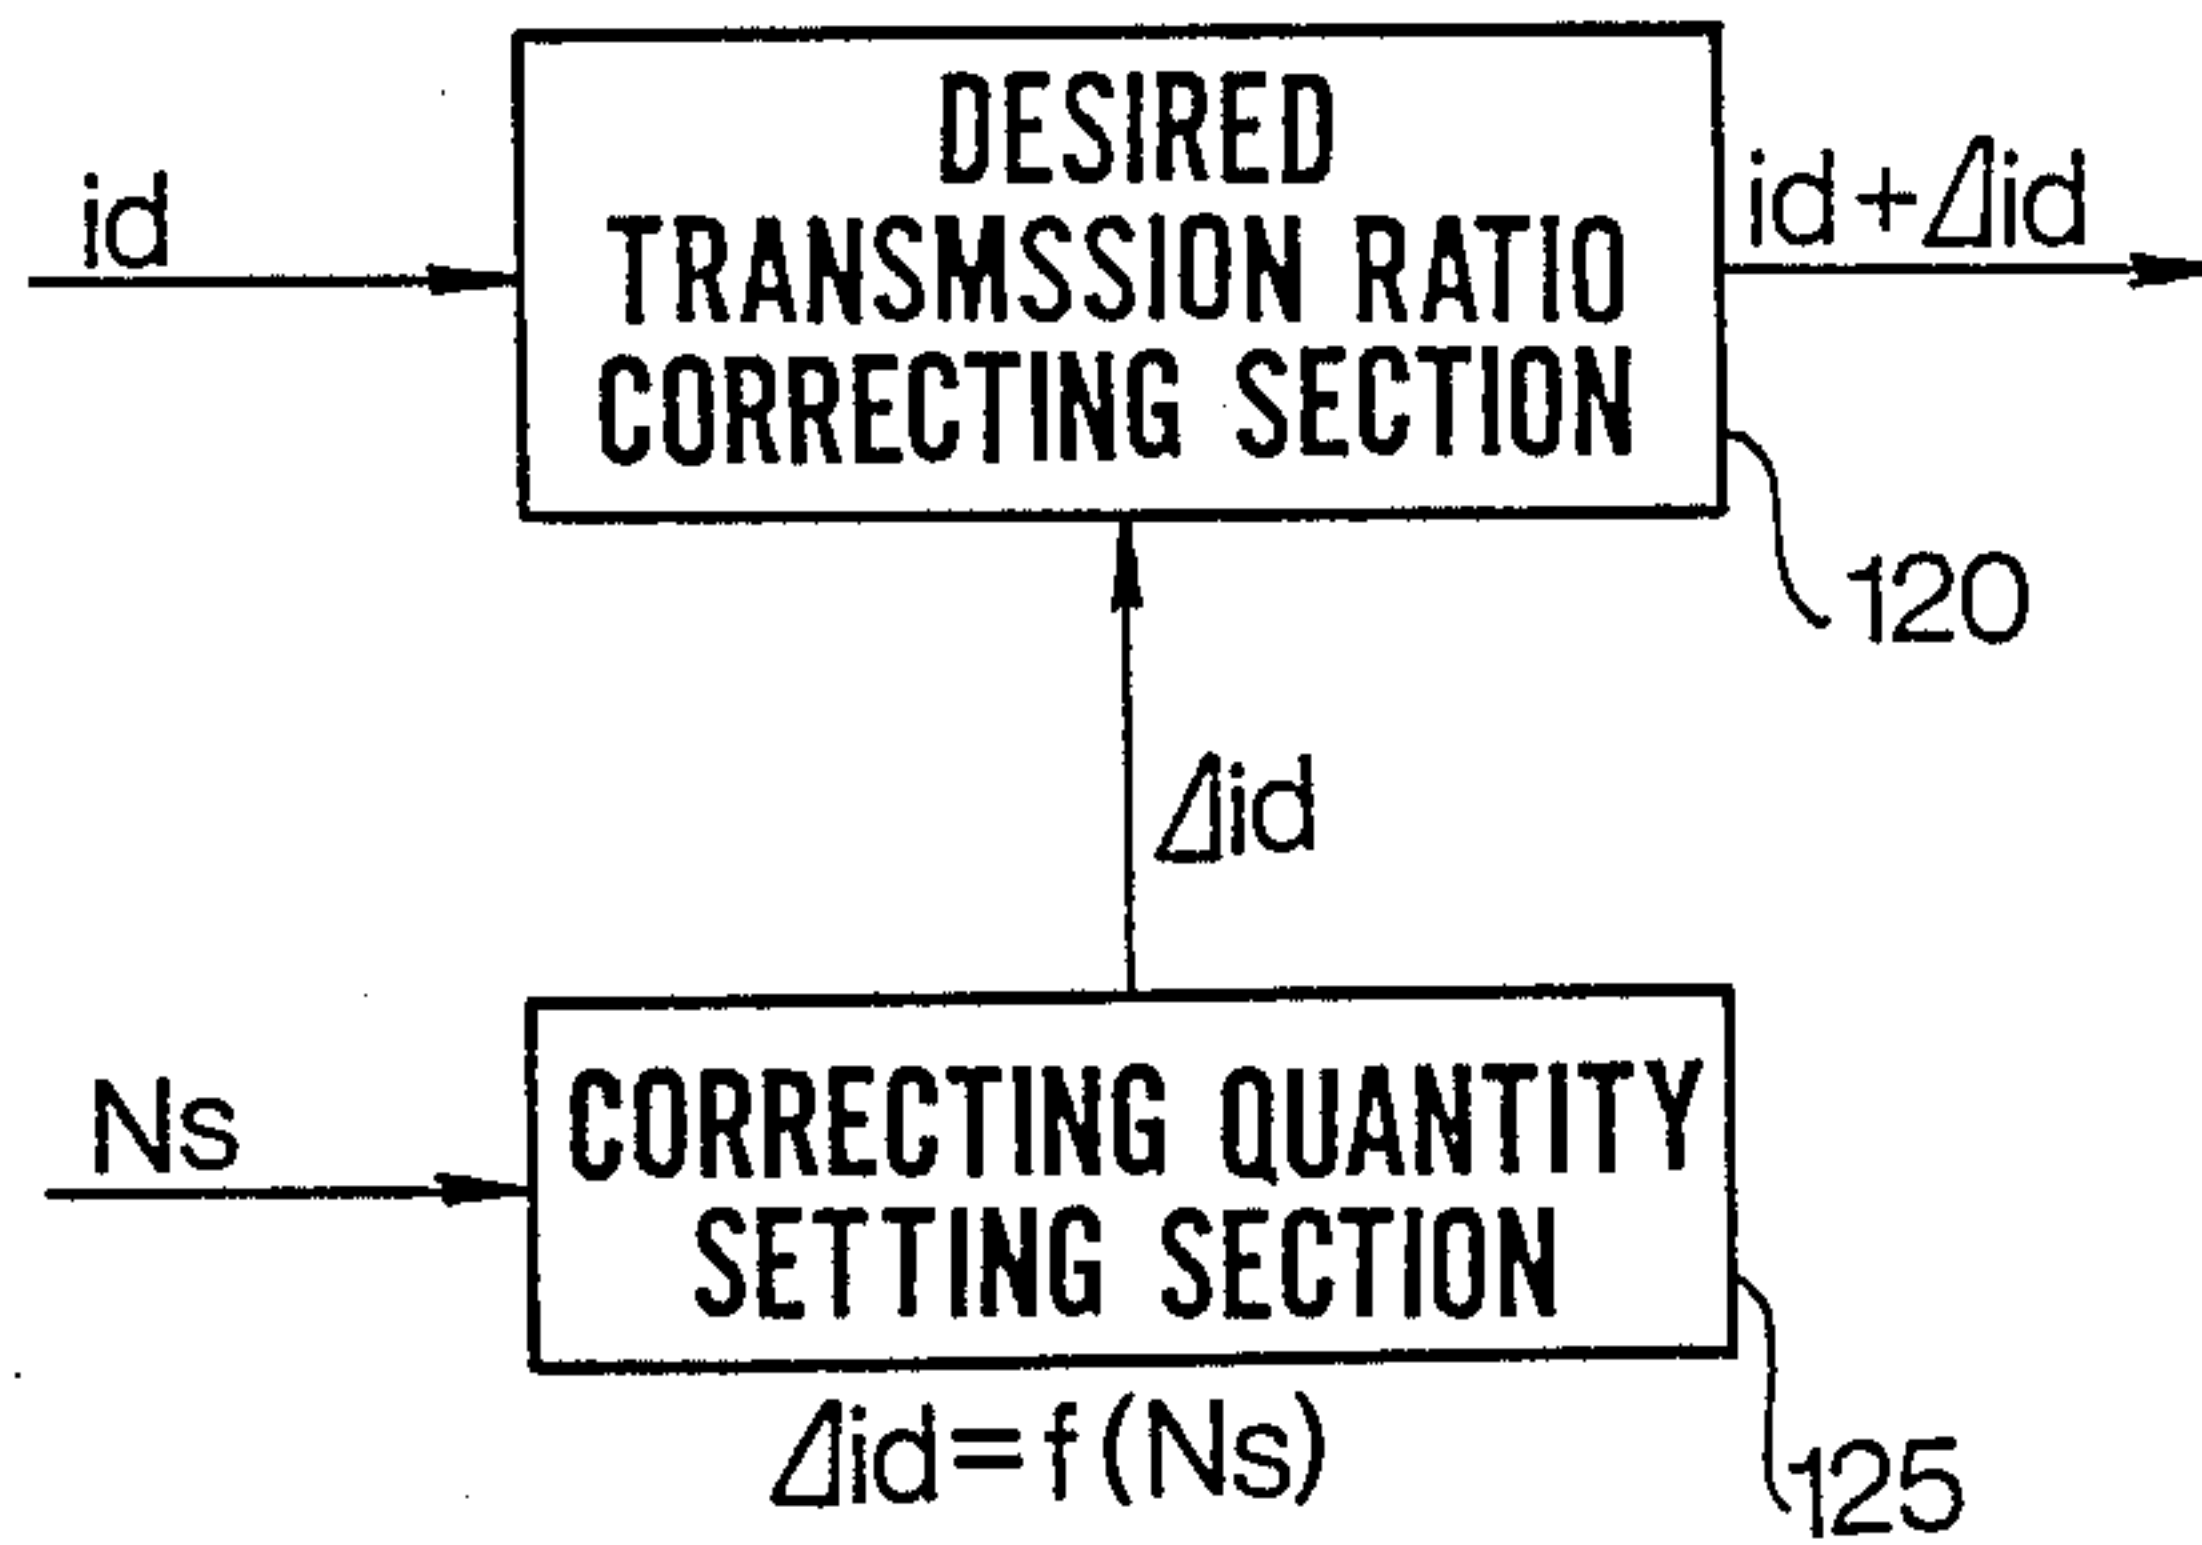 DESIRED
TRANSMSSION RATIO
CORRECTING SECTION
id
id+Δid
120
Δid
Ns
CORRECTING QUANTITY
SETTING SECTION
Δid=f(Ns)
125